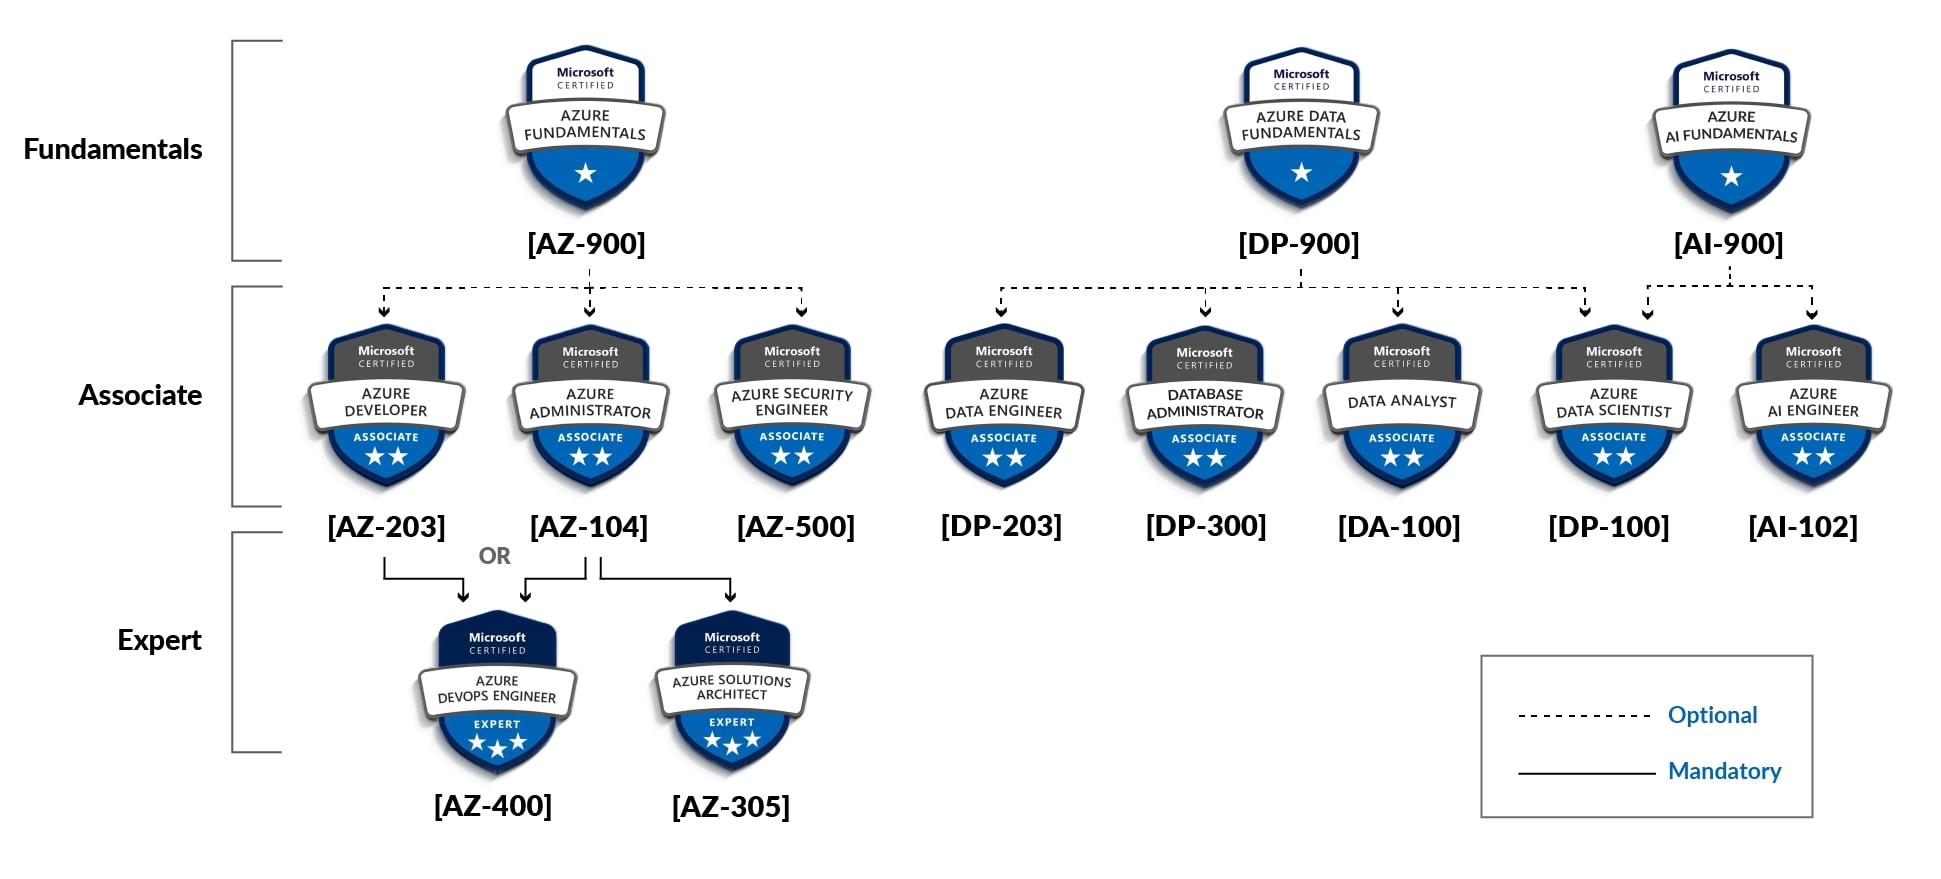 Fundamentals
Microsoft
CERTIFIED
AZURE
FUNDAMENTALS
[AZ-900]
Microsoft
CERTIFIED
AZURE DATA
FUNDAMENTALS
[DP-900]
Microsoft
CERTIFIED
AZURE
AI FUNDAMENTALS
[AI-900]
Associate
Microsoft
CERTIFIED
AZURE
DEVELOPER
ASSOCIATE
[AZ-203]
Microsoft
CERTIFIED
AZURE
ADMINISTRATOR
ASSOCIATE
[AZ-104]
Microsoft
CERTIFIED
AZURE SECURITY
ENGINEER
ASSOCIATE
[AZ-500]
Microsoft
CERTIFIED
AZURE
DATA ENGINEER
ASSOCIATE
[DP-203]
Microsoft
CERTIFIED
DATABASE
ADMINISTRATOR
ASSOCIATE
[DP-300]
Microsoft
CERTIFIED
DATA ANALYST
ASSOCIATE
[DA-100]
Microsoft
CERTIFIED
AZURE
DATA SCIENTIST
ASSOCIATE
[DP-100]
Microsoft
CERTIFIED
AZURE
AI ENGINEER
ASSOCIATE
[AI-102]
OR
Expert
Microsoft
CERTIFIED
AZURE
DEVOPS ENGINEER
EXPERT
[AZ-400]
Microsoft
CERTIFIED
AZURE SOLUTIONS
ARCHITECT
EXPERT
[AZ-305]
Optional
Mandatory